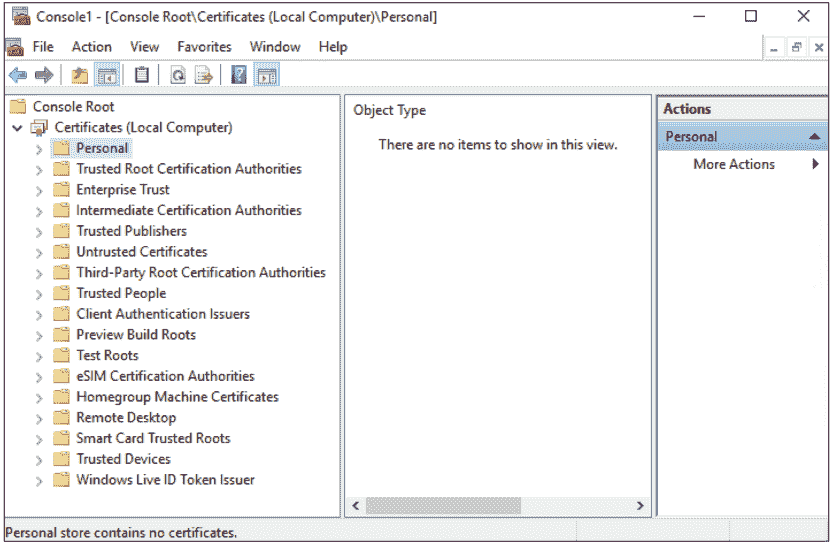 Console1 - [Console Root\Certificates (Local Computer)\Personal]
File Action View Favorites Window Help
Console Root
Certificates (Local Computer)
Personal
Trusted Root Certification Authorities
Enterprise Trust
Intermediate Certification Authorities
Trusted Publishers
Untrusted Certificates
Third-Party Root Certification Authorities
Trusted People
Client Authentication Issuers
Preview Build Roots
Test Roots
eSIM Certification Authorities
Homegroup Machine Certificates
Remote Desktop
Smart Card Trusted Roots
Trusted Devices
Windows Live ID Token Issuer
Object Type
There are no items to show in this view.
Actions
Personal
More Actions
Personal store contains no certificates.